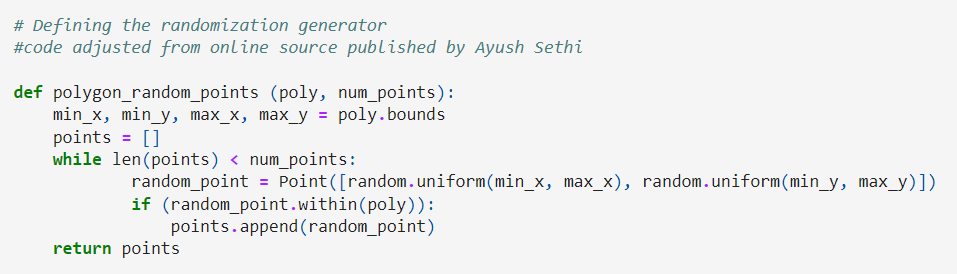 # Defining the randomization generator
#code adjusted from online source published by Ayush Sethi

def polygon_random_points (poly, num_points):
    min_x, min_y, max_x, max_y = poly.bounds
    points = []
    while len(points) < num_points:
            random_point = Point([random.uniform(min_x, max_x), random.uniform(min_y, max_y)])
            if (random_point.within(poly)):
                points.append(random_point)
    return points